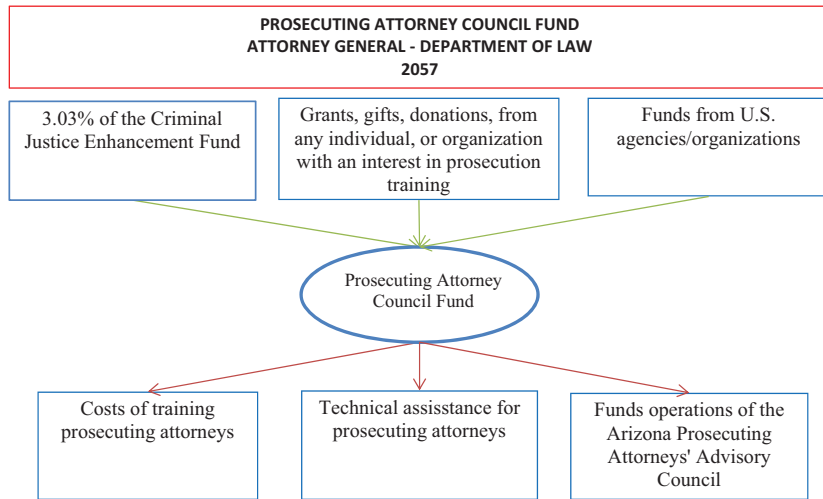 PROSECUTING ATTORNEY COUNCIL FUND
ATTORNEY GENERAL - DEPARTMENT OF LAW
2057
3.03% of the Criminal
Justice Enhancement Fund
Grants, gifts, donations, from
any individual, or organization
with an interest in prosecution
training
Funds from U.S.
agencies/organizations
Prosecuting Attorney
Council Fund
Costs of training
prosecuting attorneys
Technical assisstance for
prosecuting attorneys
Funds operations of the
Arizona Prosecuting
Attorneys' Advisory
Council